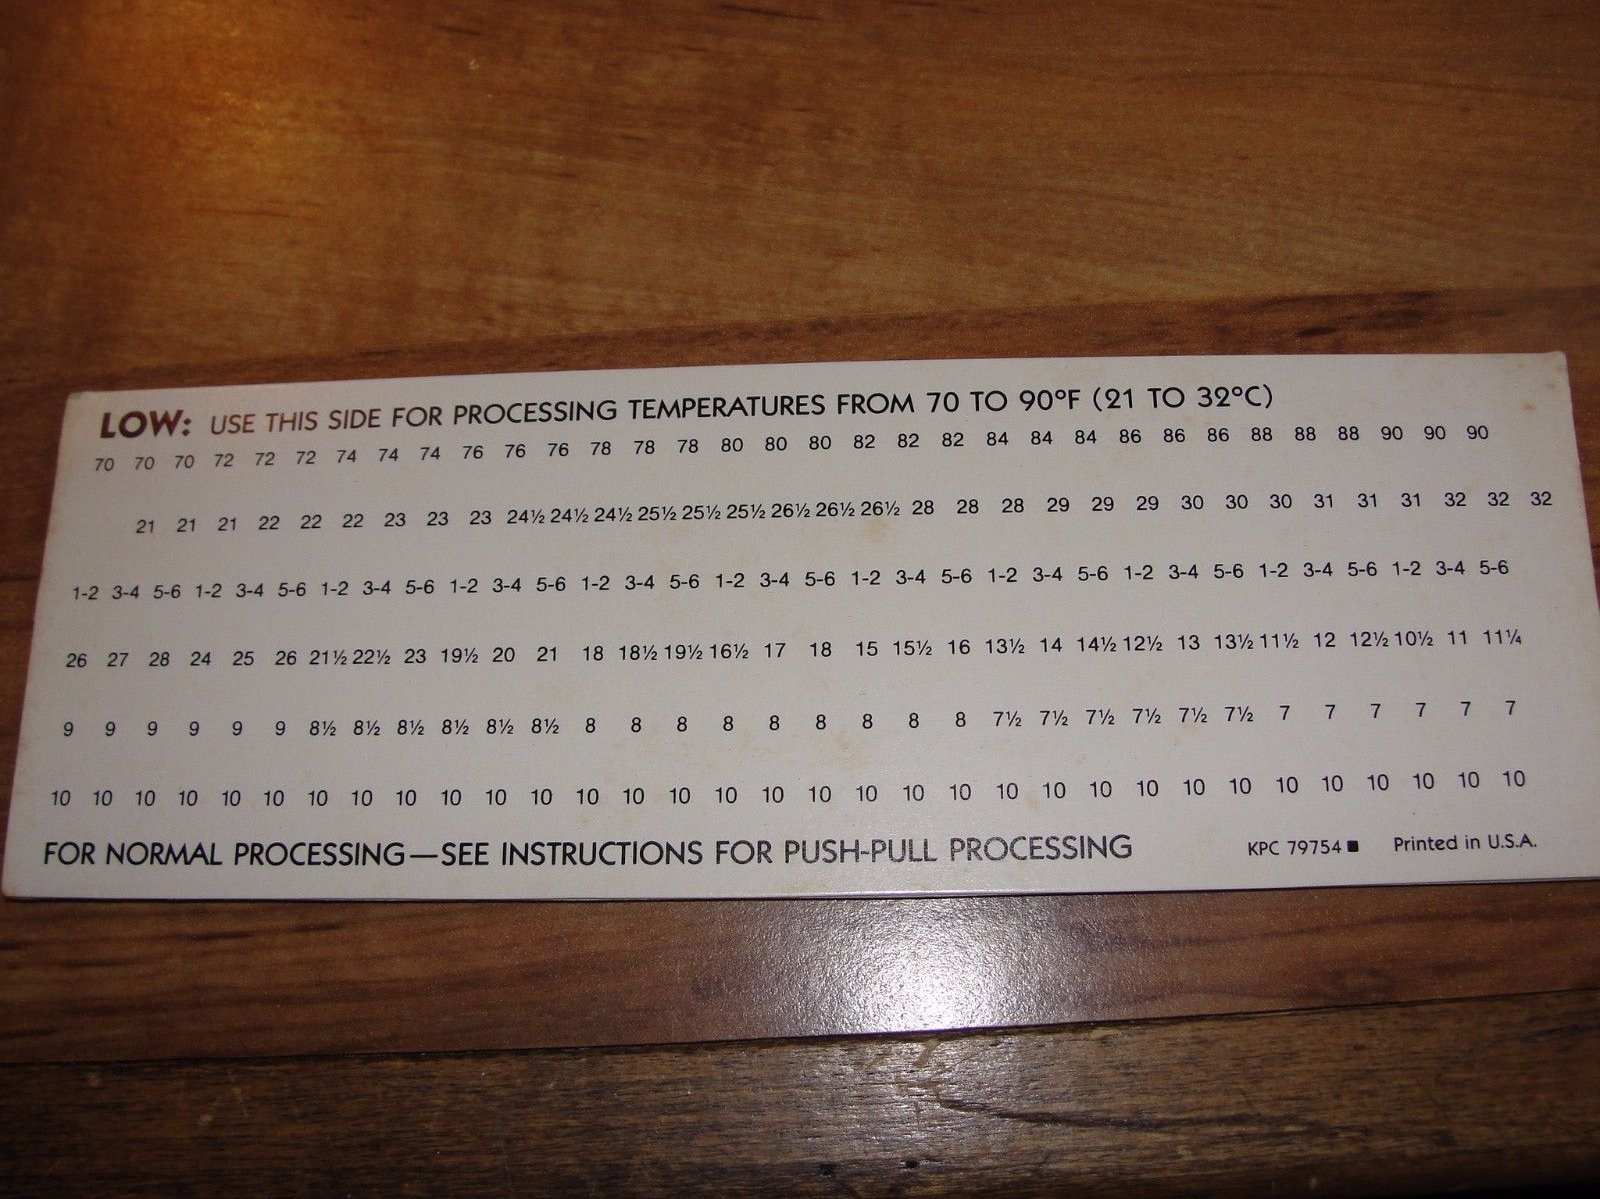 LOW: USE THIS SIDE FOR PROCESSING TEMPERATURES FROM 70 TO 90°F (21 TO 32°C)
70 70 70 72 72 72 74 74 74 76 76 76 78 78 78 80 80 80 82 82 82 84 84 84 86 86 86 88 88 88 90 90 90
21 21 21 22 22 22 23 23 23 24½ 24½ 24½ 25½ 25½ 25½ 26½ 26½ 26½ 28 28 28 29 29 29 30 30 30 31 31 31 32 32 32
1-2 3-4 5-6 1-2 3-4 5-6 1-2 3-4 5-6 1-2 3-4 5-6 1-2 3-4 5-6 1-2 3-4 5-6 1-2 3-4 5-6 1-2 3-4 5-6 1-2 3-4 5-6 1-2 3-4 5-6 1-2 3-4 5-6
26 27 28 24 25 26 21½ 22½ 23 19½ 20 21 18 18½ 19½ 16½ 17 18 15 15½ 16 13½ 14 14½ 12½ 13 13½ 11½ 12 12½ 10½ 11 11¼
9 9 9 9 9 9 8½ 8½ 8½ 8½ 8½ 8½ 8 8 8 8 8 8 8 8 8 7½ 7½ 7½ 7½ 7½ 7½ 7 7 7 7 7 7
10 10 10 10 10 10 10 10 10 10 10 10 10 10 10 10 10 10 10 10 10 10 10 10 10 10 10 10 10 10 10 10 10
FOR NORMAL PROCESSING—SEE INSTRUCTIONS FOR PUSH-PULL PROCESSING KPC 79754■ Printed in U.S.A.